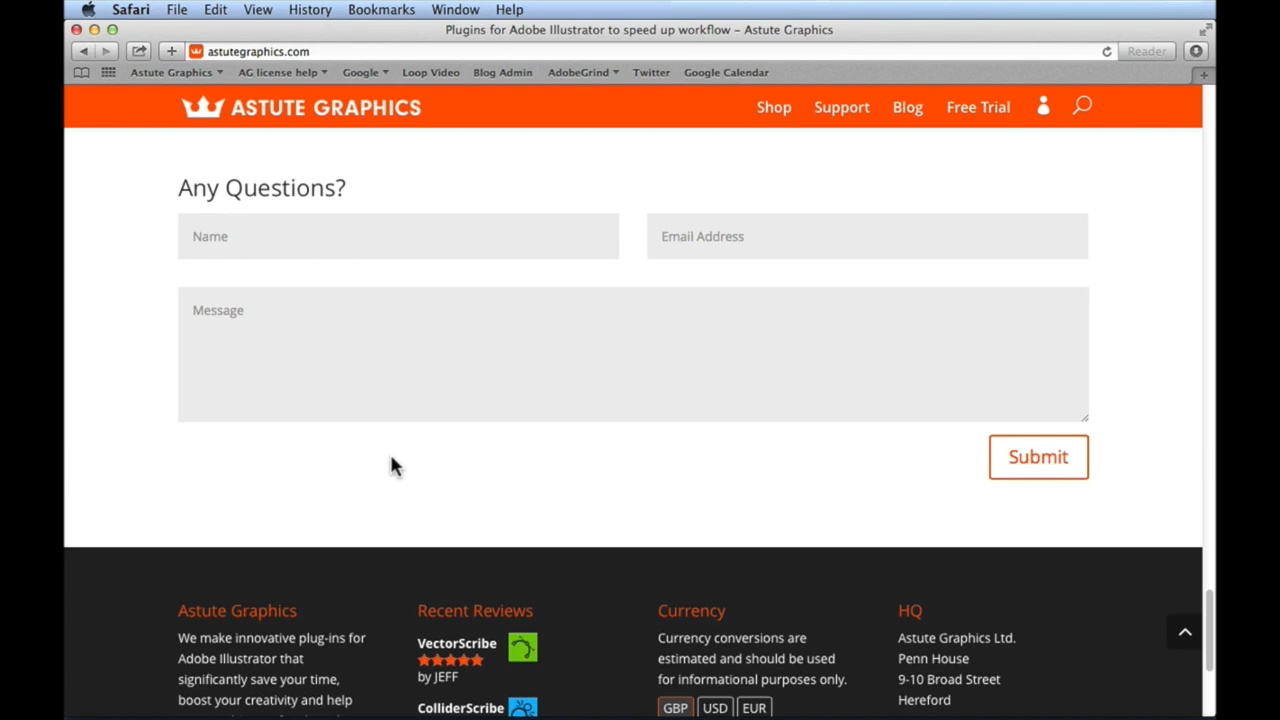 Safari File Edit View History Bookmarks Window Help
Plugins for Adobe Illustrator to speed up workflow – Astute Graphics
astutegraphics.com
Reader
Astute Graphics AG license help Google Loop Video Blog Admin AdobeGrind Twitter Google Calendar
ASTUTE GRAPHICS
Shop Support Blog Free Trial
Any Questions?
Name
Email Address
Message
Submit
Astute Graphics
We make innovative plug-ins for
Adobe Illustrator that
significantly save your time,
boost your creativity and help
Recent Reviews
VectorScribe
by JEFF
ColliderScribe
Currency
Currency conversions are
estimated and should be used
for informational purposes only.
GBP USD EUR
HQ
Astute Graphics Ltd.
Penn House
9-10 Broad Street
Hereford